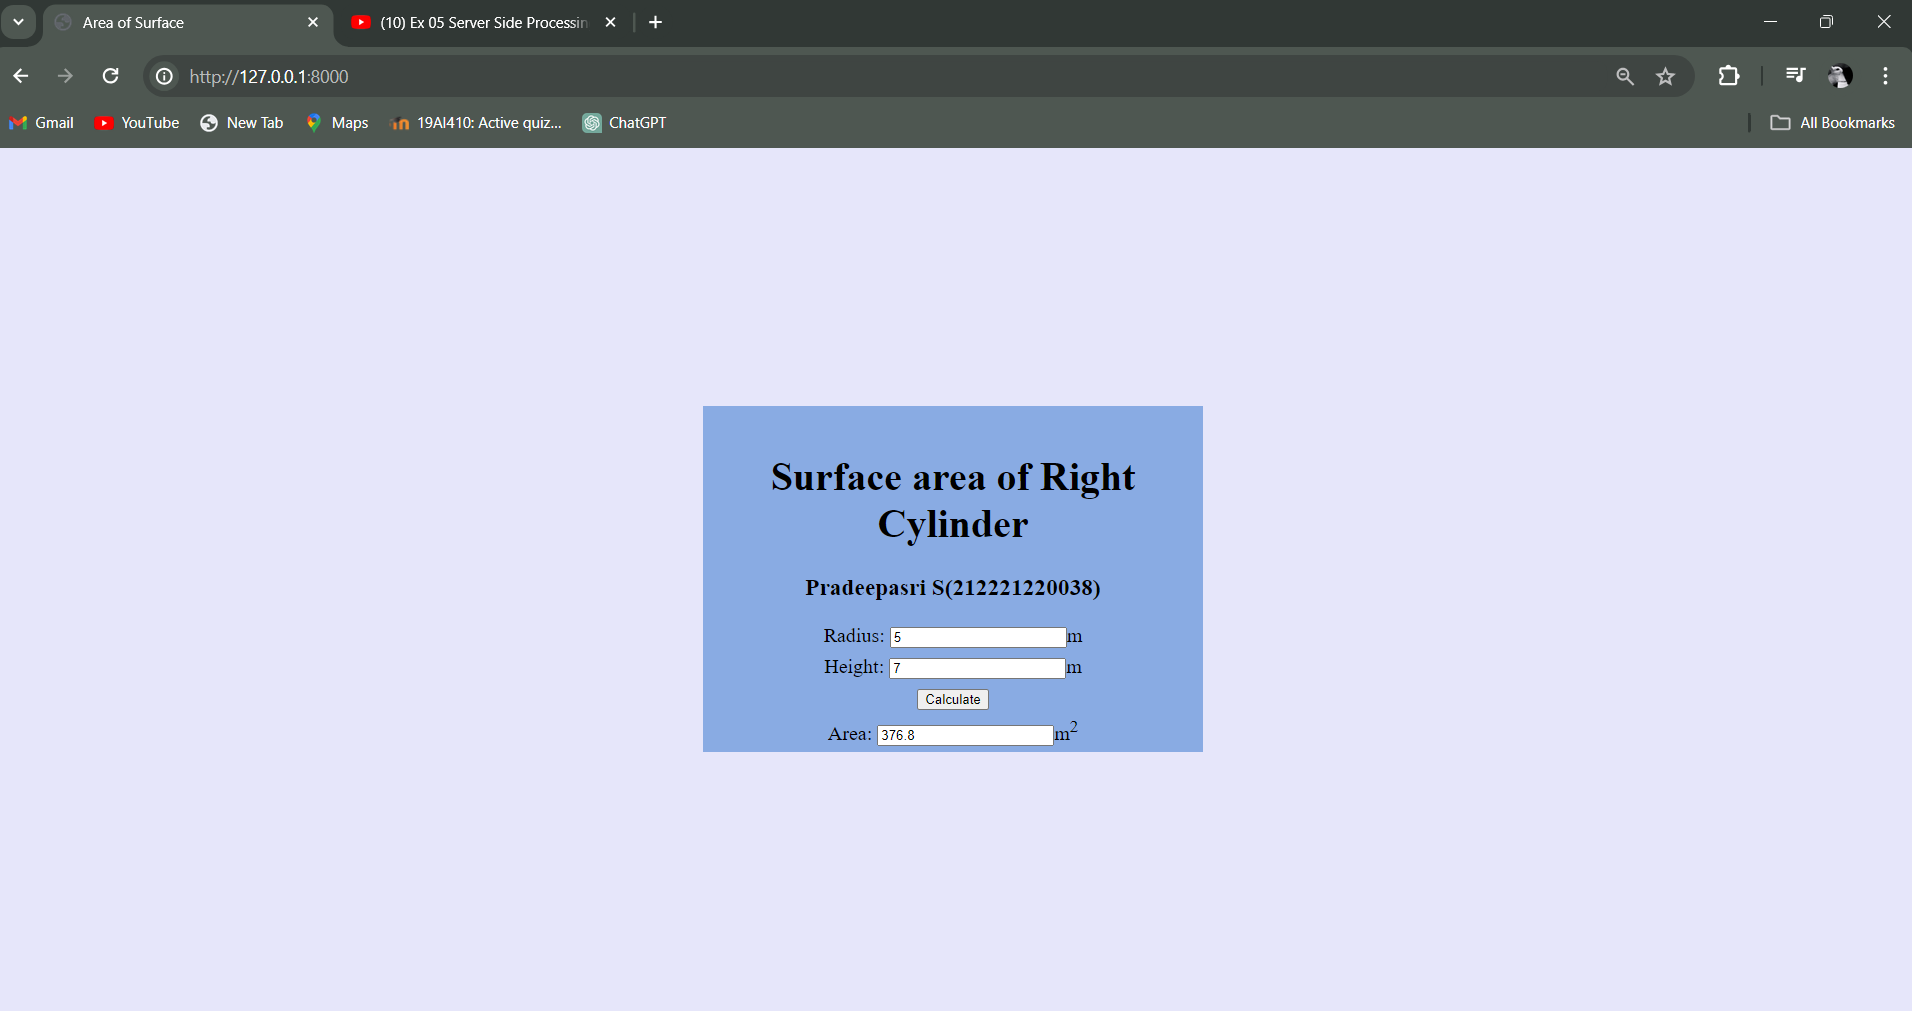 Area of Surface
(10) Ex 05 Server Side Processin
http://127.0.0.1:8000
Gmail
YouTube
New Tab
Maps
19AI410: Active quiz...
ChatGPT
All Bookmarks
Surface area of Right
Cylinder
Pradeepasri S(212221220038)
Radius: 5 m
Height: 7 m
Calculate
Area: 376.8 m2